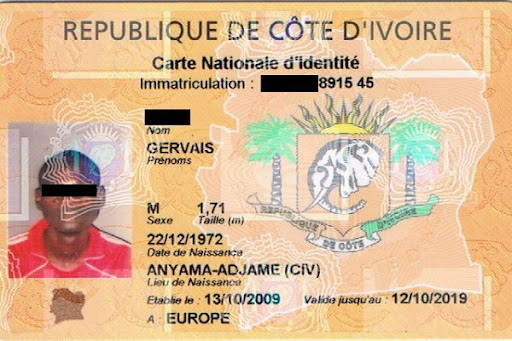 REPUBLIQUE DE CÔTE D'IVOIRE
Carte Nationale d'Identité
Immatriculation : 8915 45
Nom
GERVAIS
Prénoms
M 1,71
Sexe Taille (m)
22/12/1972
Date de Naissance
ANYAMA-ADJAME (CIV)
Lieu de Naissance
Etablie le : 13/10/2009 Valide jusqu'au : 12/10/2019
A : EUROPE
REPUBLIQUE DE CÔTE D'IVOIRE